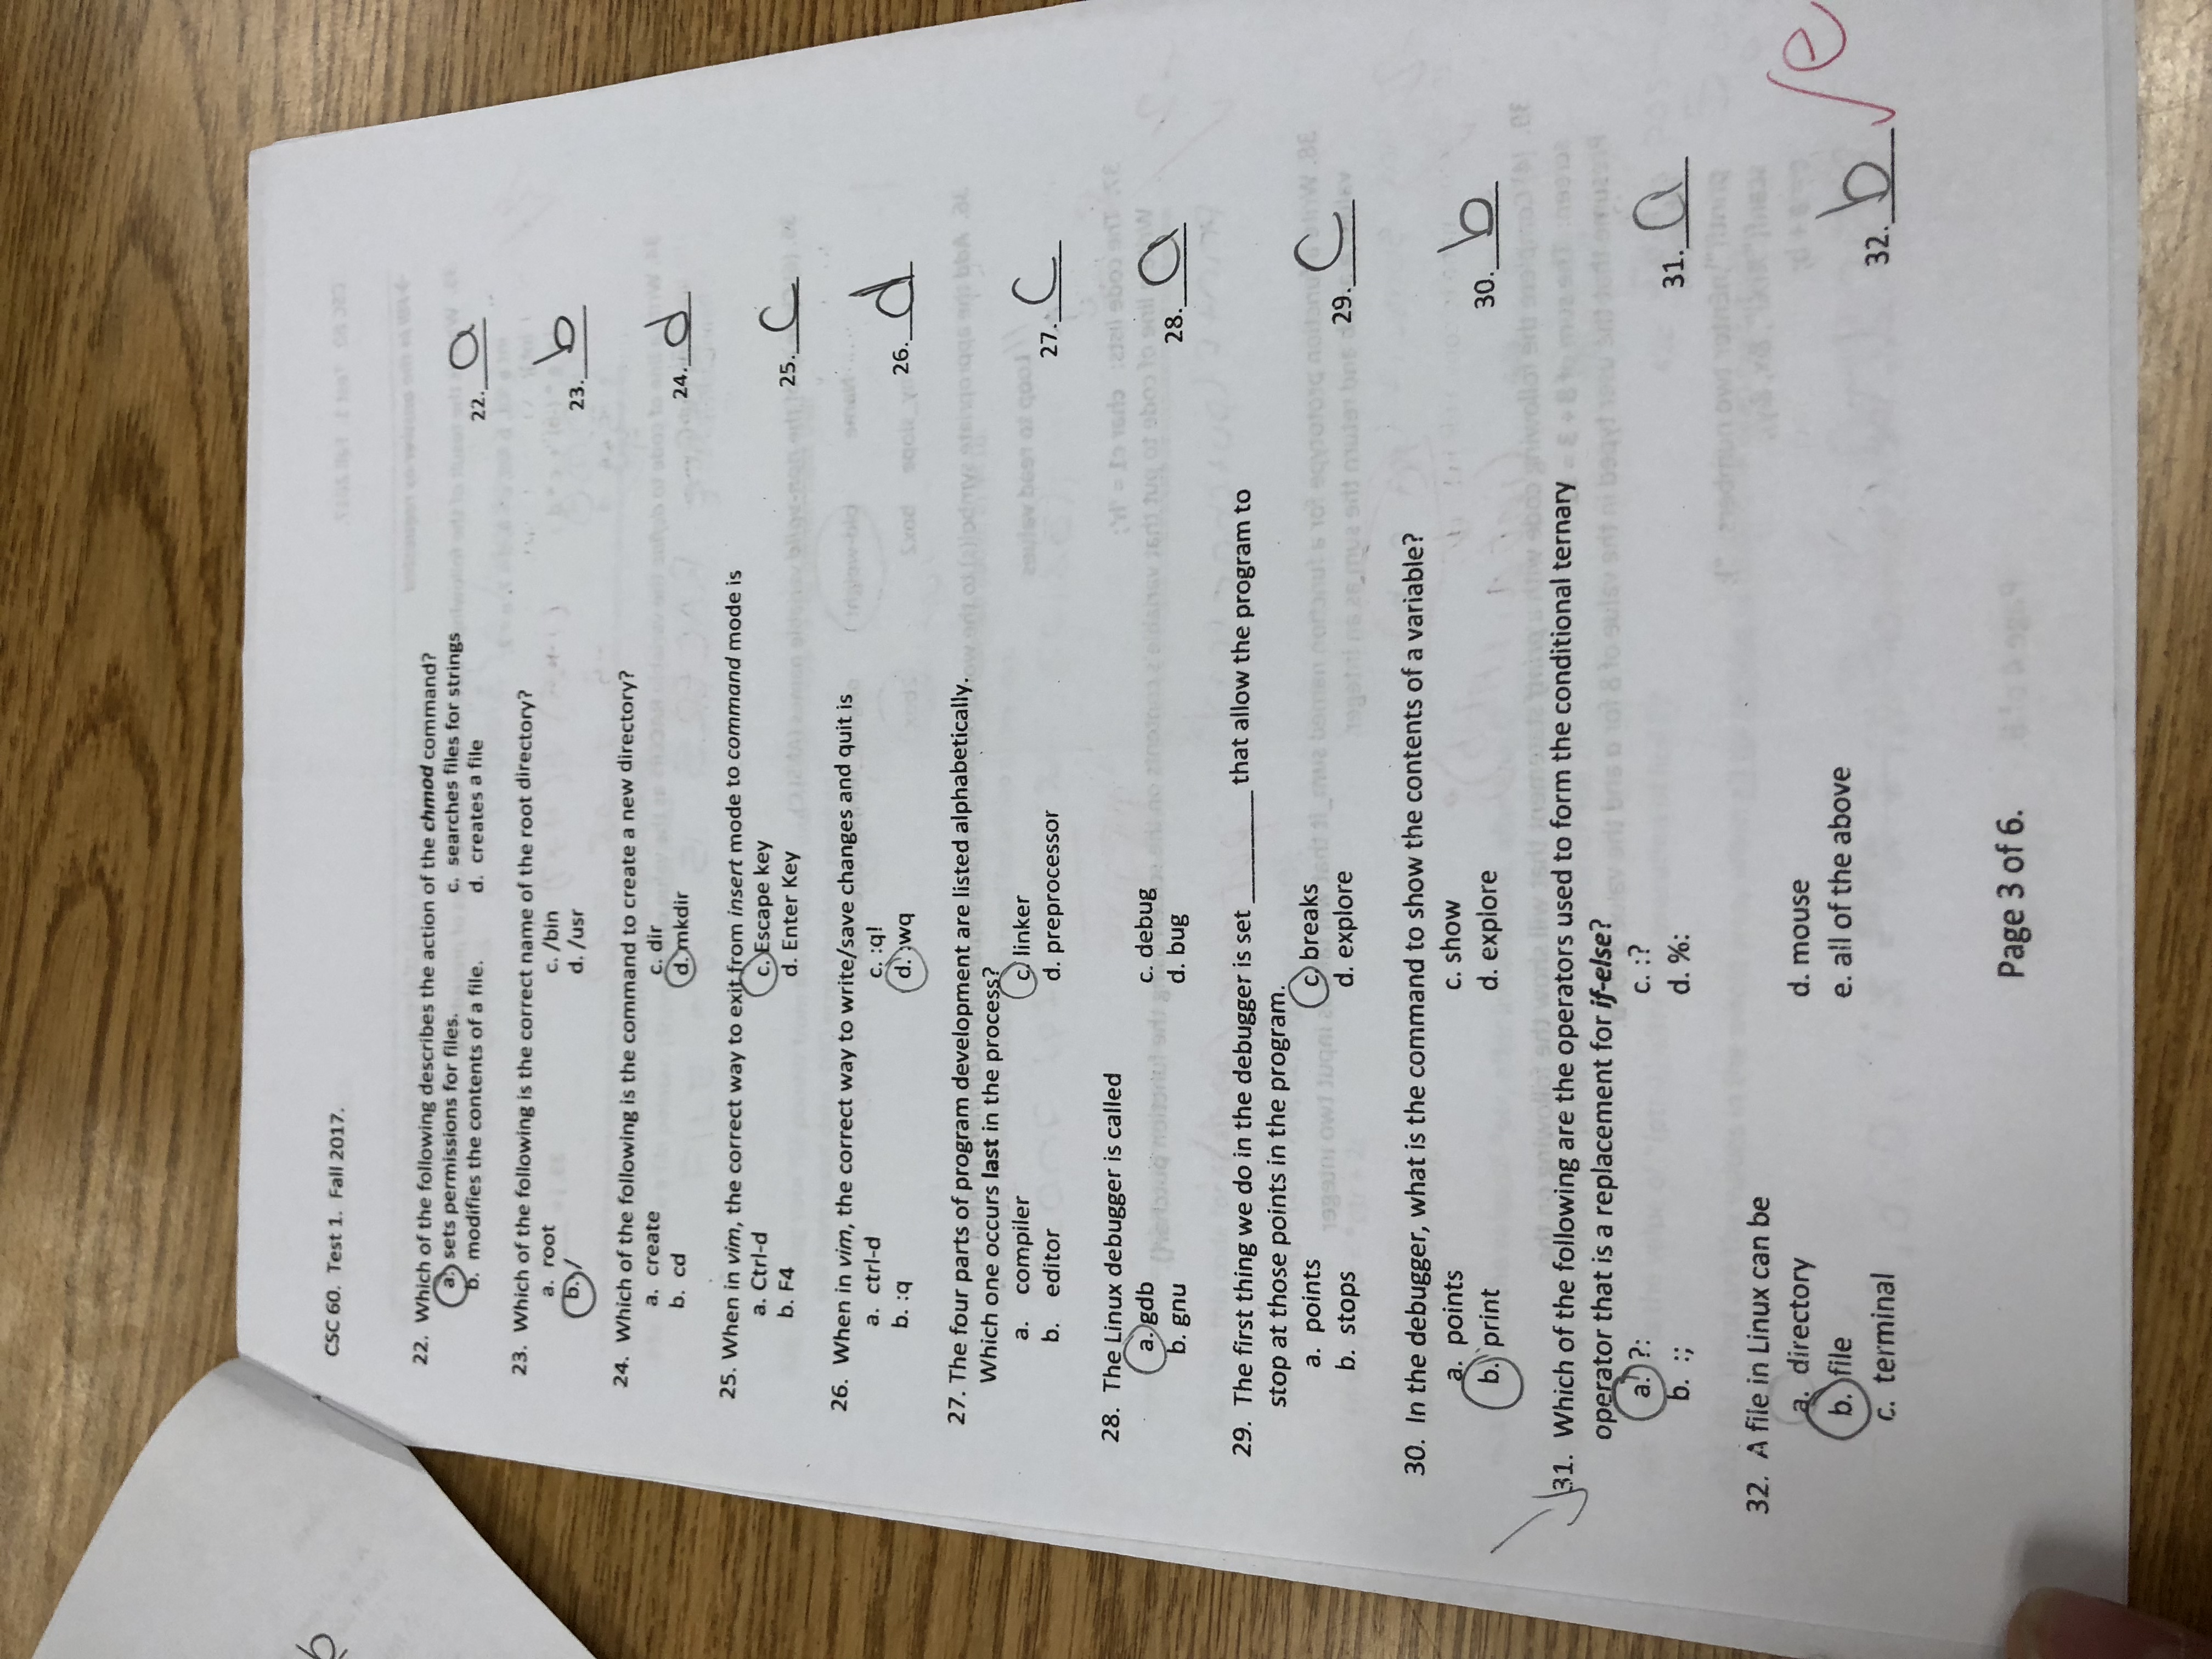 6
CSC 60. Test 1. Fall 2017.
22. Which of the following describes the action of the chmod command?
a. sets permissions for files. c. searches files for strings
b. modifies the contents of a file. d. creates a file 22. a
23. Which of the following is the correct name of the root directory?
a. root c. /bin
b. / d. /usr 23. b
24. Which of the following is the command to create a new directory?
a. create c. dir
b. cd d. mkdir 24. d
25. When in vim, the correct way to exit from insert mode to command mode is
a. Ctrl-d c. Escape key
b. F4 d. Enter Key 25. c
26. When in vim, the correct way to write/save changes and quit is
a. ctrl-d c. :q!
b. :q d. :wq 26. d
27. The four parts of program development are listed alphabetically.
Which one occurs last in the process?
a. compiler c. linker
b. editor d. preprocessor 27. c
28. The Linux debugger is called
a. gdb c. debug
b. gnu d. bug 28. a
29. The first thing we do in the debugger is set ________ that allow the program to
stop at those points in the program.
a. points c. breaks
b. stops d. explore 29. c
30. In the debugger, what is the command to show the contents of a variable?
a. points c. show
b. print d. explore 30. b
31. Which of the following are the operators used to form the conditional ternary
operator that is a replacement for if-else?
a. ?: c. :?
b. :; d. %: 31. a
32. A file in Linux can be
a. directory d. mouse
b. file e. all of the above
c. terminal 32. b e
Page 3 of 6.